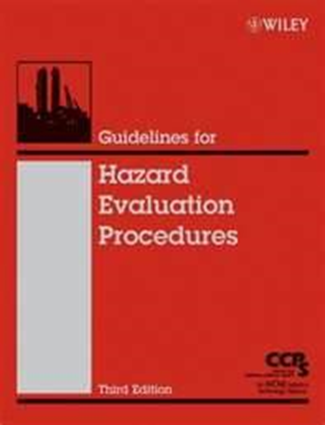 WILEY
Guidelines for
Hazard
Evaluation
Procedures
CCPS
Third Edition